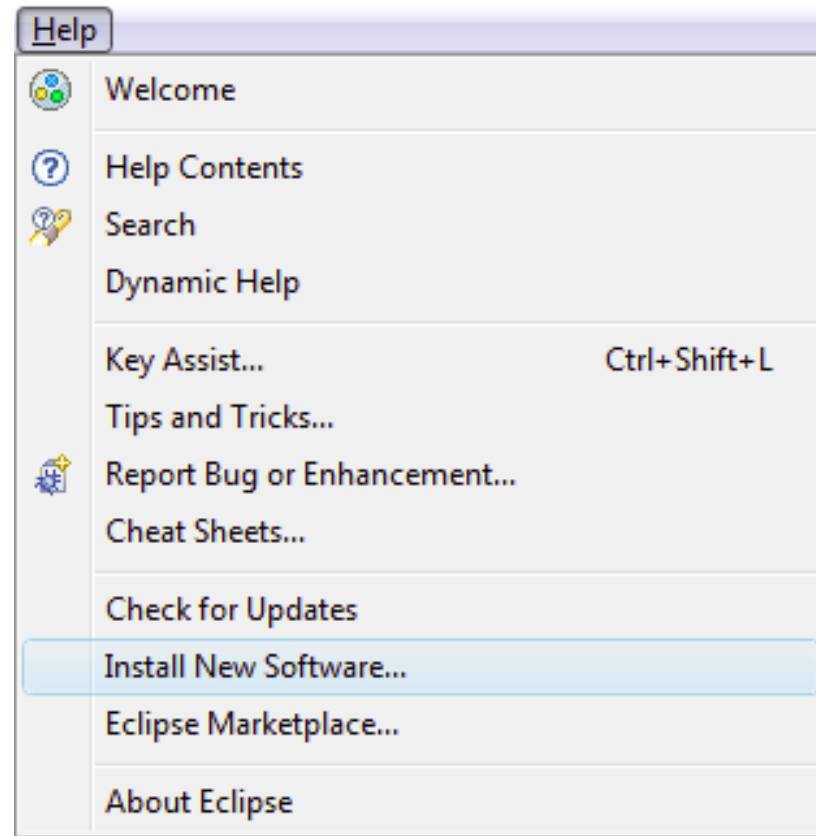 Help
Welcome
Help Contents
Search
Dynamic Help
Key Assist... Ctrl+Shift+L
Tips and Tricks...
Report Bug or Enhancement...
Cheat Sheets...
Check for Updates
Install New Software...
Eclipse Marketplace...
About Eclipse